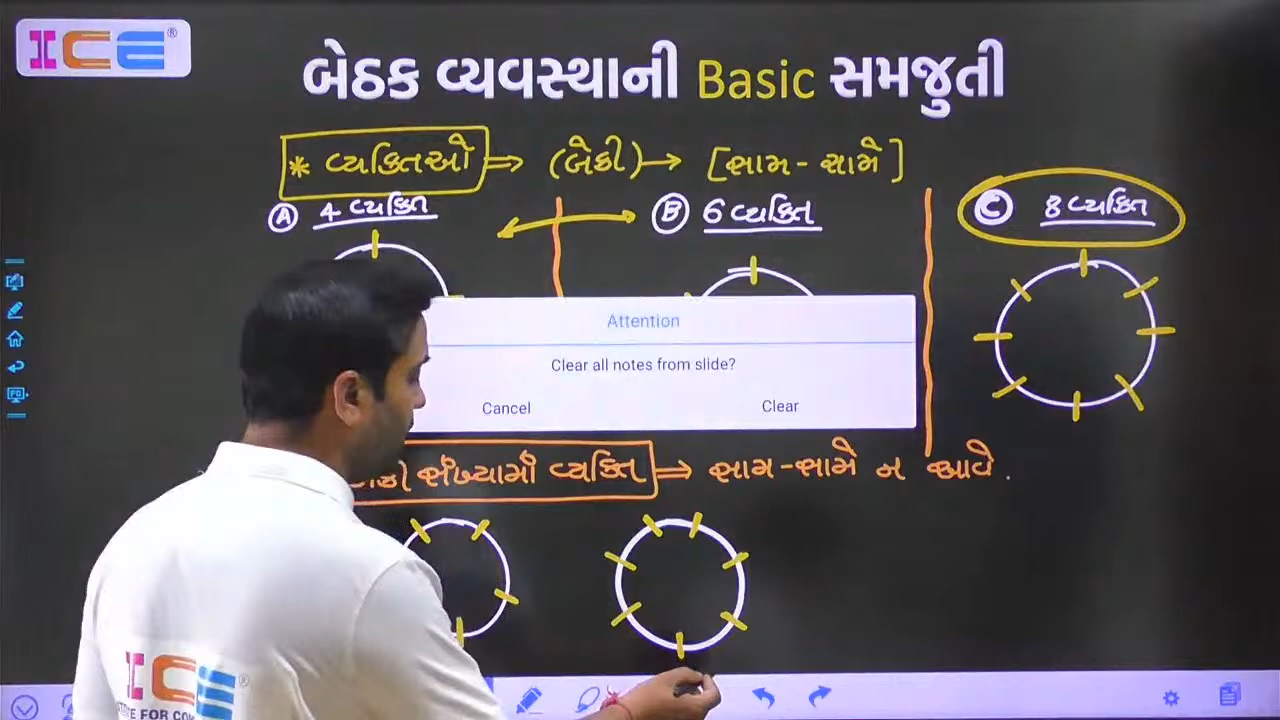 ICE®
બેઠક વ્યવસ્થાની Basic સમજુતી
* વ્યકિતઓ ⇒ (બેકી) → [સામ - સામે]
A 4 વ્યકિત
B 6 વ્યકિત
C 8 વ્યકિત
Attention
Clear all notes from slide?
Cancel Clear
સંખ્યામાં વ્યકિત ⇒ સામ-સામે ન આવે.
ICE